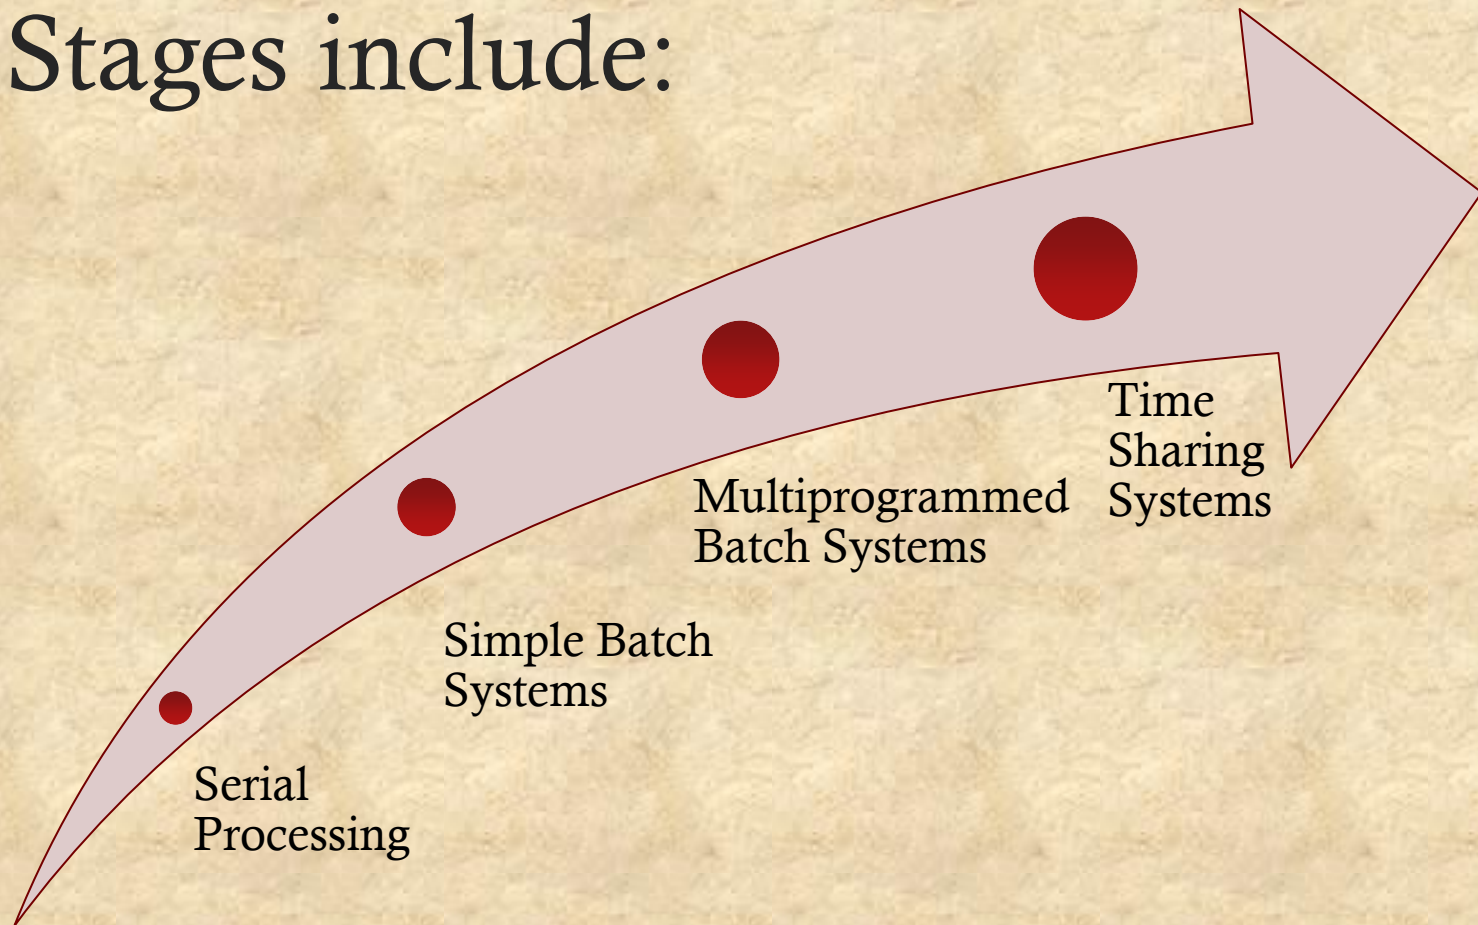 Stages include:
Time
Sharing
Systems
Multiprogrammed
Batch Systems
Simple Batch
Systems
Serial
Processing